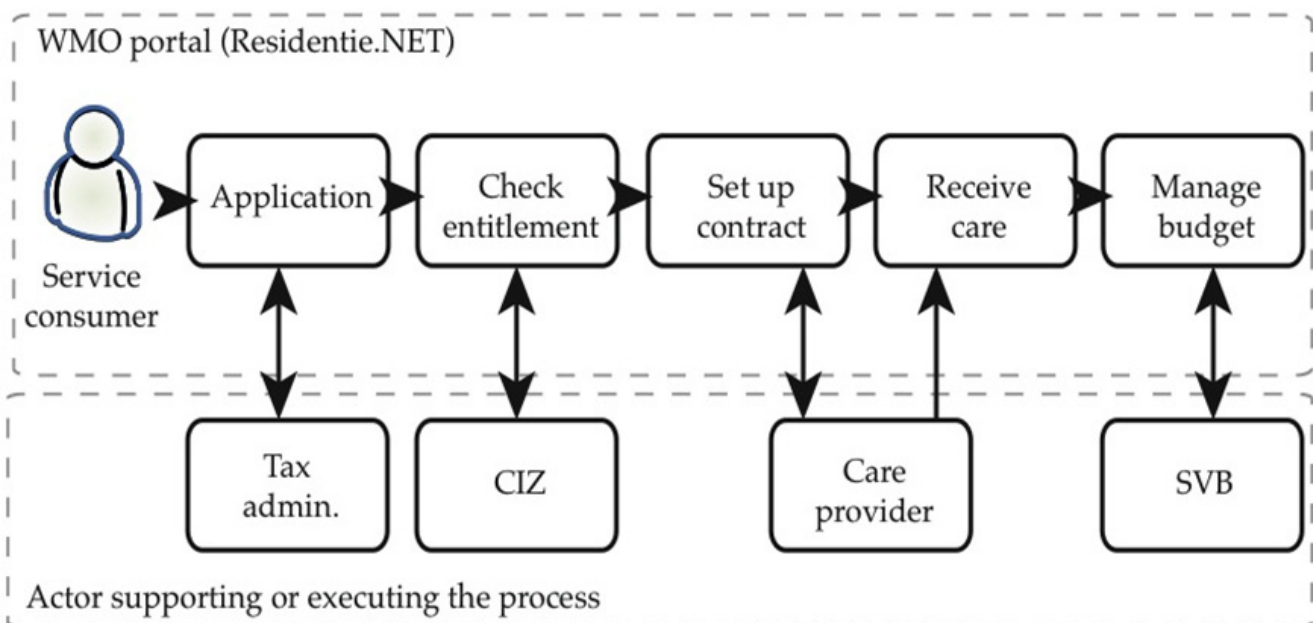 WMO portal (Residentie.NET)
Service
consumer
Application
Check
entitlement
Set up
contract
Receive
care
Manage
budget
Tax
admin.
CIZ
Care
provider
SVB
Actor supporting or executing the process